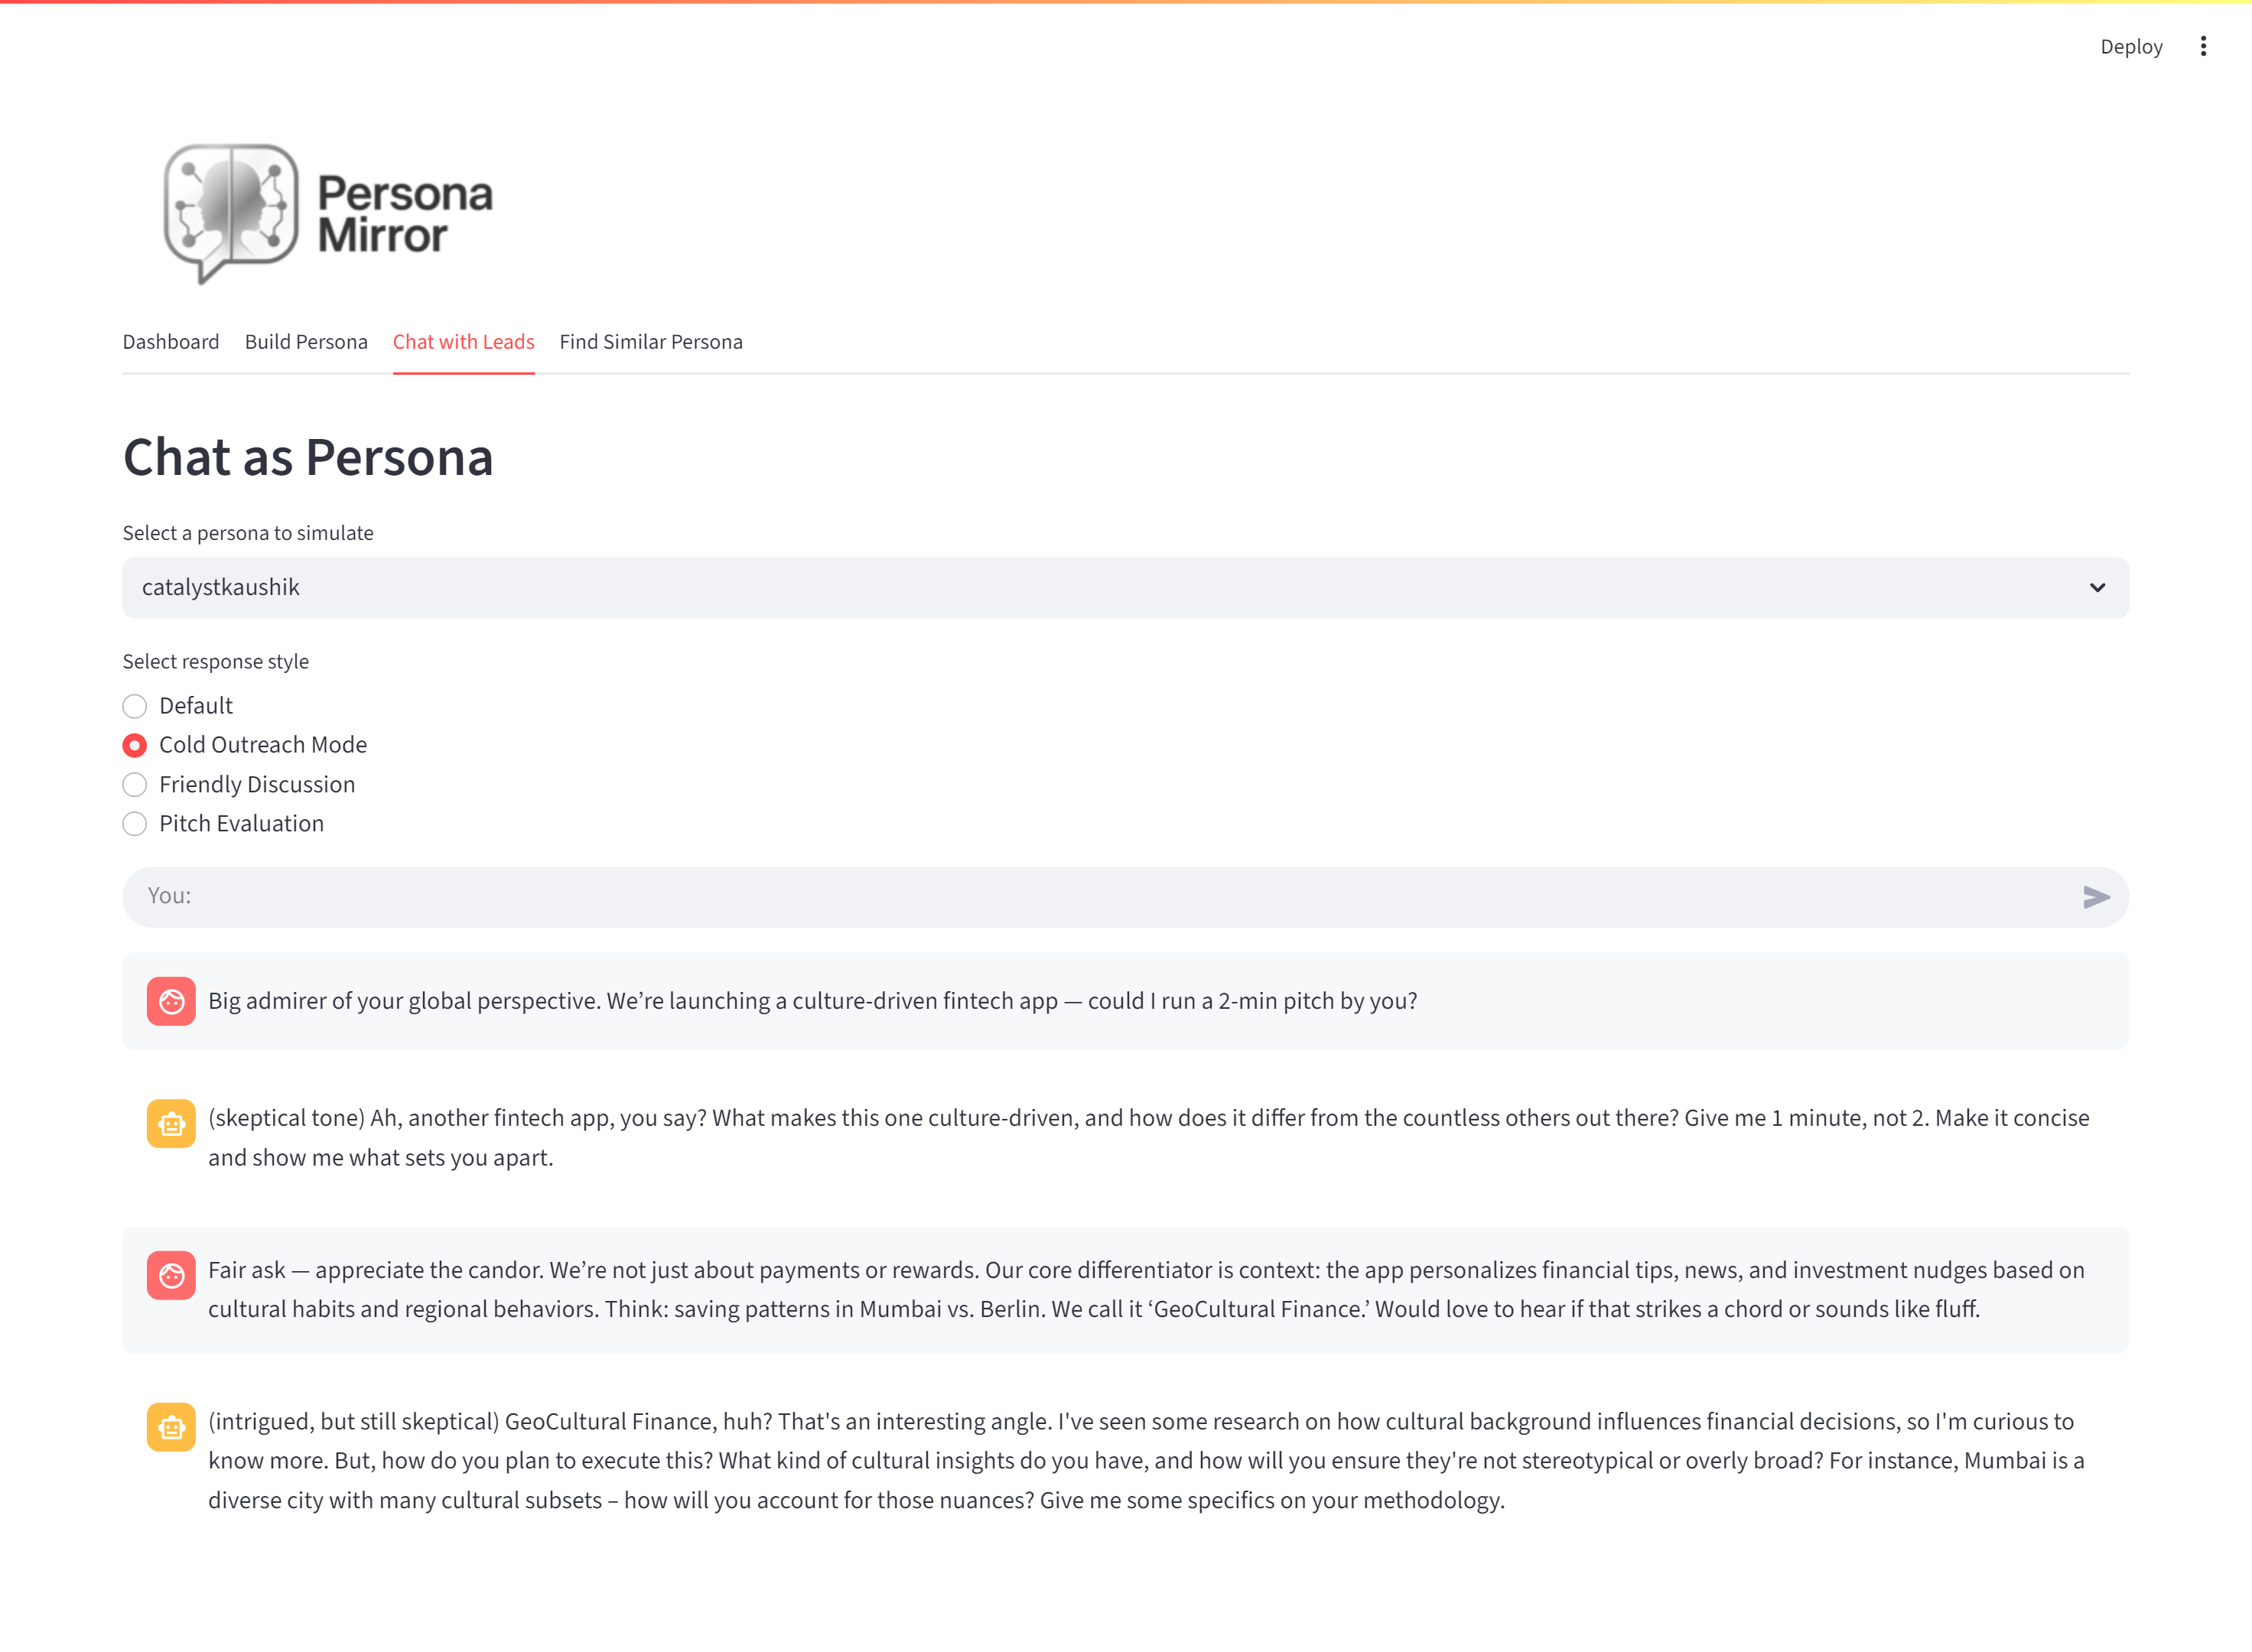 Deploy
Persona
Mirror
Dashboard Build Persona Chat with Leads Find Similar Persona
Chat as Persona
Select a persona to simulate
catalystkaushik
Select response style
Default
Cold Outreach Mode
Friendly Discussion
Pitch Evaluation
You:
Big admirer of your global perspective. We’re launching a culture-driven fintech app — could I run a 2-min pitch by you?
(skeptical tone) Ah, another fintech app, you say? What makes this one culture-driven, and how does it differ from the countless others out there? Give me 1 minute, not 2. Make it concise
and show me what sets you apart.
Fair ask — appreciate the candor. We’re not just about payments or rewards. Our core differentiator is context: the app personalizes financial tips, news, and investment nudges based on
cultural habits and regional behaviors. Think: saving patterns in Mumbai vs. Berlin. We call it ‘GeoCultural Finance.’ Would love to hear if that strikes a chord or sounds like fluff.
(intrigued, but still skeptical) GeoCultural Finance, huh? That's an interesting angle. I've seen some research on how cultural background influences financial decisions, so I'm curious to
know more. But, how do you plan to execute this? What kind of cultural insights do you have, and how will you ensure they're not stereotypical or overly broad? For instance, Mumbai is a
diverse city with many cultural subsets – how will you account for those nuances? Give me some specifics on your methodology.